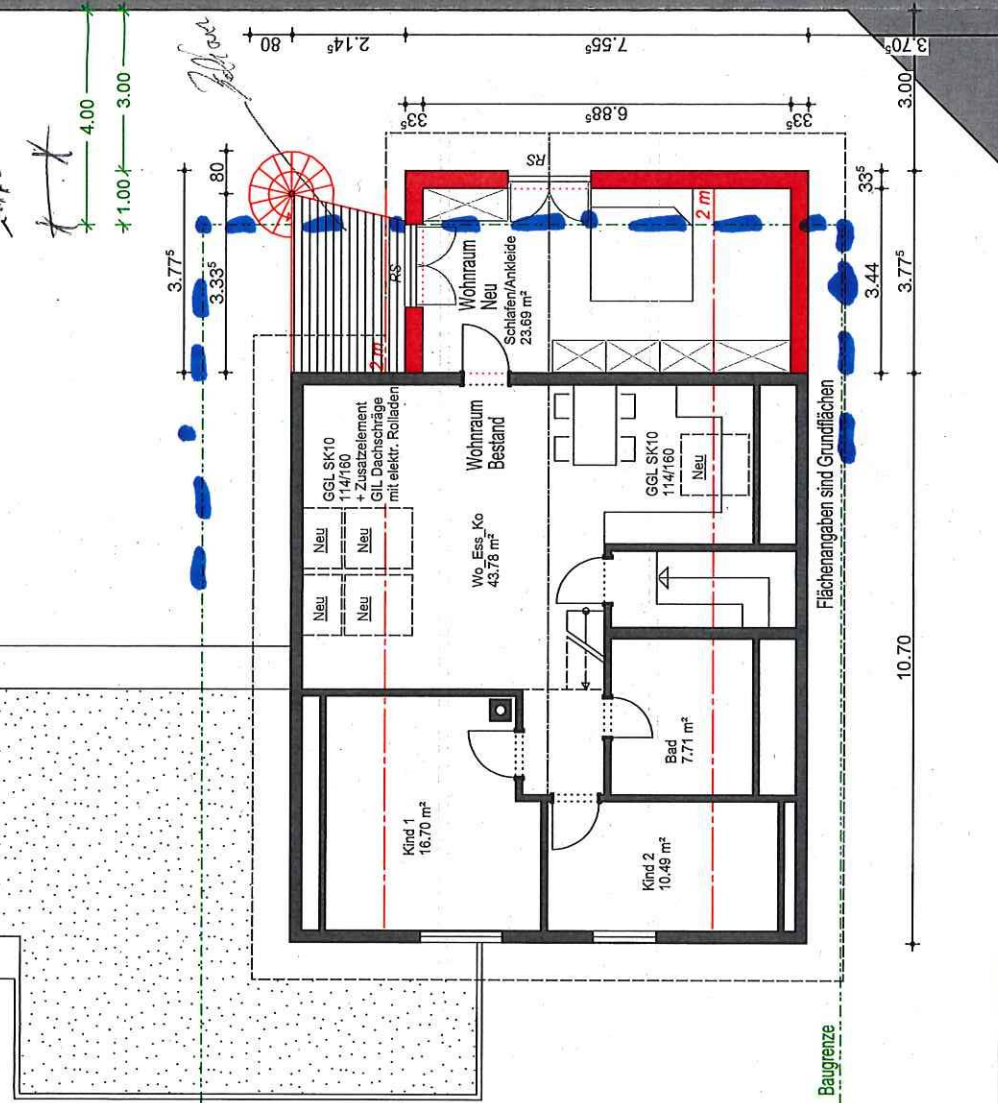 4.00
3.00
1.00
80
2.14⁵
7.55⁵
3.70⁵
3.00
33⁵
6.88⁵
33⁵
3.77⁵
3.33⁵
80
RS
RS
2 m
2 m
Wohnraum
Neu
Schlafen/Ankleide
23.69 m²
33⁵
3.44
3.77⁵
GGL SK10
114/160
+ Zusatzelement
GIL Dachschräge
mit elektr. Rolladen
Neu
Neu
Neu
Neu
Wohnraum
Bestand
Wo_Ess_Ko
43.78 m²
GGL SK10
114/160
Neu
Flächenangaben sind Grundflächen
10.70
Kind 1
16.70 m²
Bad
7.71 m²
Kind 2
10.49 m²
Baugrenze